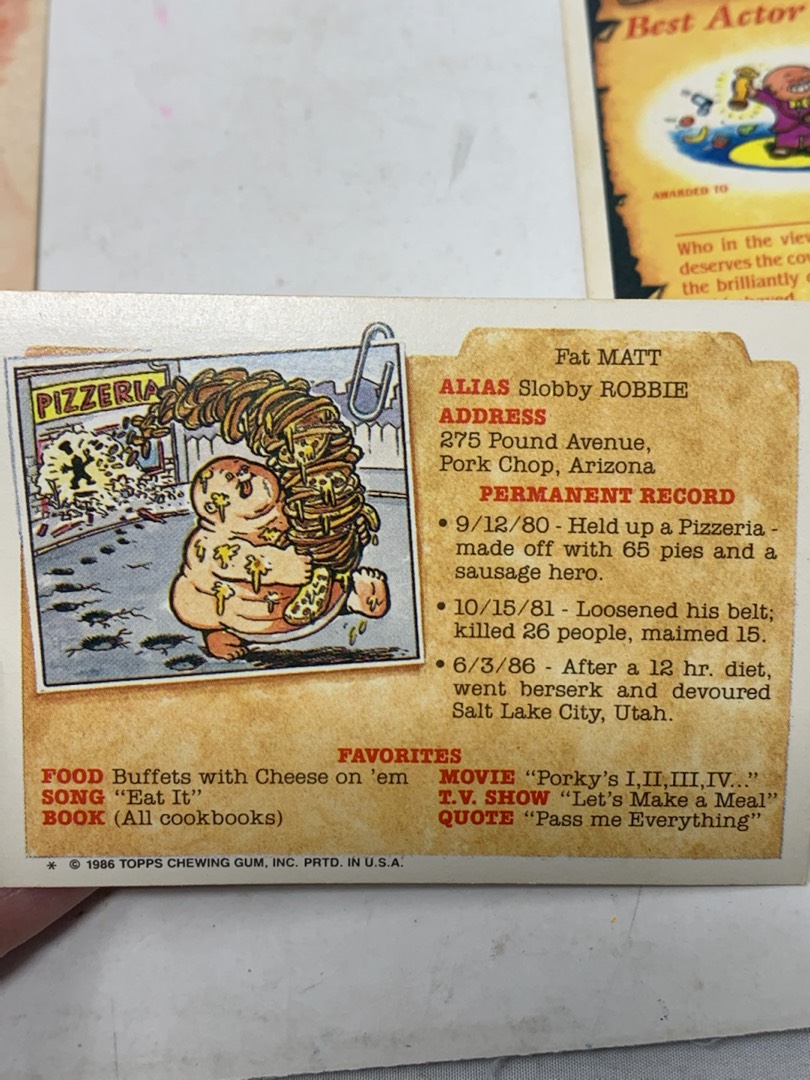 Best Actor
AWARDED TO
Who in the view
deserves the
the brilliantly
PIZZERIA
Fat MATT
ALIAS Slobby ROBBIE
ADDRESS
275 Pound Avenue,
Pork Chop, Arizona
PERMANENT RECORD
• 9/12/80 - Held up a Pizzeria -
made off with 65 pies and a
sausage hero.
• 10/15/81 - Loosened his belt;
killed 26 people, maimed 15.
• 6/3/86 - After a 12 hr. diet,
went berserk and devoured
Salt Lake City, Utah.
FAVORITES
FOOD Buffets with Cheese on 'em
SONG "Eat It"
BOOK (All cookbooks)
MOVIE "Porky's I,II,III,IV..."
T.V. SHOW "Let's Make a Meal"
QUOTE "Pass me Everything"
* © 1986 TOPPS CHEWING GUM, INC. PRTD. IN U.S.A.